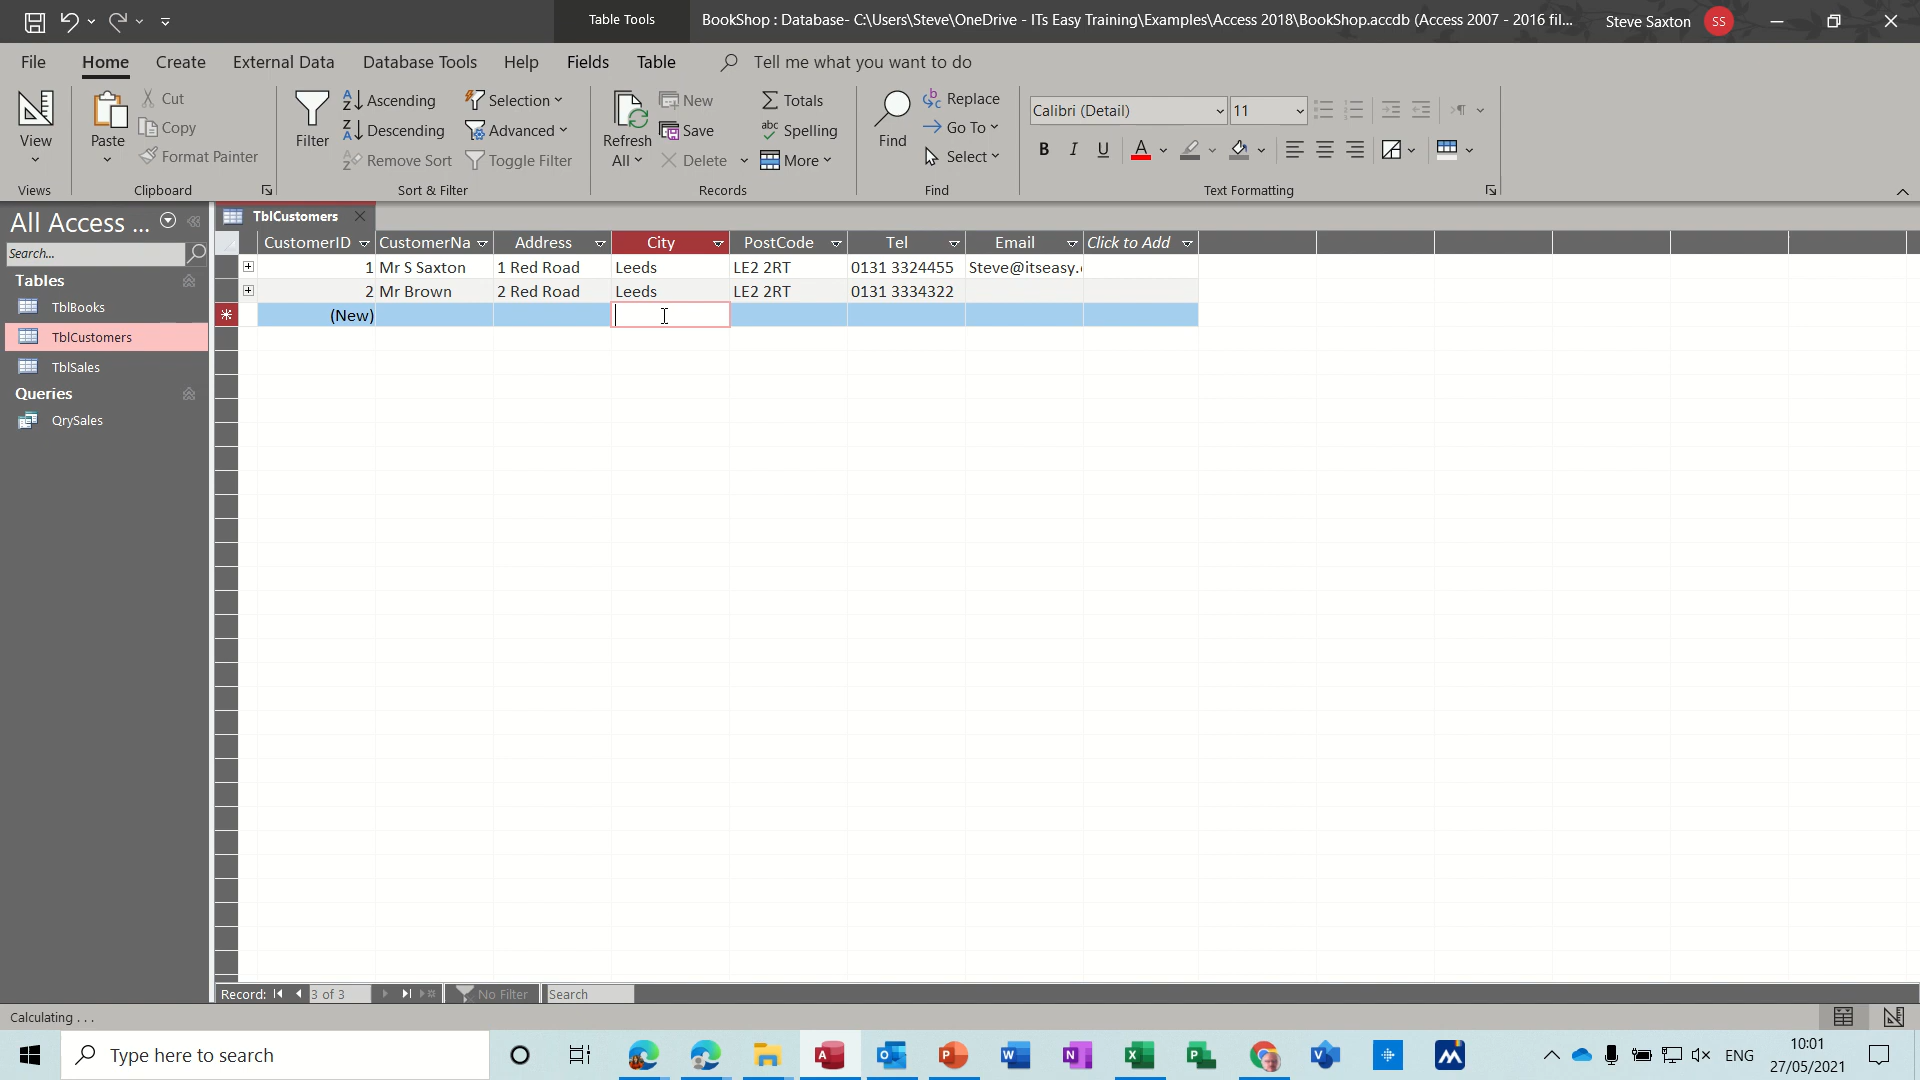 Table Tools
BookShop : Database- C:\Users\Steve\OneDrive - ITs Easy Training\Examples\Access 2018\BookShop.accdb (Access 2007 - 2016 fil...
Steve Saxton SS
File Home Create External Data Database Tools Help Fields Table Tell me what you want to do
View
Views
Paste
Cut
Copy
Format Painter
Clipboard
Filter
Ascending
Descending
Remove Sort
Selection
Advanced
Toggle Filter
Sort & Filter
Refresh
All
New
Save
Delete
Totals
Spelling
More
Records
Find
Replace
Go To
Select
Find
Calibri (Detail) 11
B I U A
Text Formatting
All Access ...
Search...
Tables
TblBooks
TblCustomers
TblSales
Queries
QrySales
TblCustomers
CustomerID CustomerNa Address City PostCode Tel Email Click to Add
1 Mr S Saxton 1 Red Road Leeds LE2 2RT 0131 3324455 Steve@itseasy.
2 Mr Brown 2 Red Road Leeds LE2 2RT 0131 3334322
(New)
Record: 3 of 3 No Filter Search
Calculating . . .
Type here to search
ENG
10:01
27/05/2021